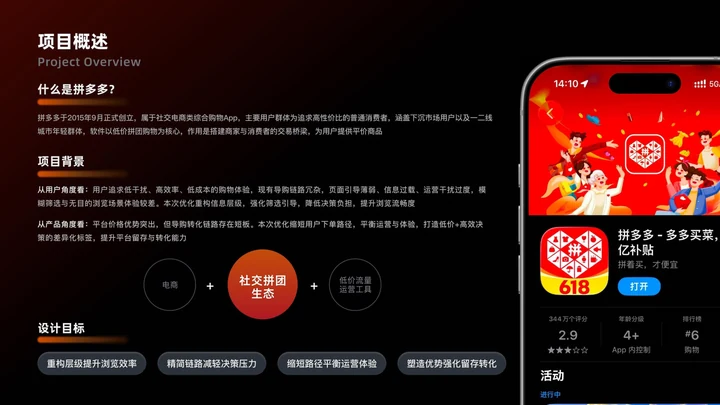 项目概述
Project Overview
什么是拼多多?
拼多多于2015年9月正式创立，属于社交电商类综合购物App，主要用户群体为追求高性价比的普通消费者，涵盖下沉市场用户以及一二线
城市年轻群体，软件以低价拼团购物为核心，作用是搭建商家与消费者的交易桥梁，为用户提供平价商品
项目背景
从用户角度看：用户追求低干扰、高效率、低成本的购物体验，现有导购链路冗杂，页面引导薄弱、信息过载、运营干扰过度，模
糊筛选与无目的浏览场景体验较差。本次优化重构信息层级，强化筛选引导，降低决策负担，提升浏览流畅度
从产品角度看：平台价格优势突出，但导购转化链路存在短板。本次优化缩短用户下单路径，平衡运营与体验，打造低价+高效决
策的差异化标签，提升平台留存与转化能力
电商
+
社交拼团
生态
+
低价流量
运营工具
设计目标
重构层级提升浏览效率
精简链路减轻决策压力
缩短路径平衡运营体验
塑造优势强化留存转化
14:10
5G
拼
拼
618
拼多多 - 多多买菜，
亿补贴
拼着买，才便宜
打开
344万个评分
2.9
★★★☆☆
年龄分级
4+
App 内控制
排行榜
#6
购物
活动
进行中